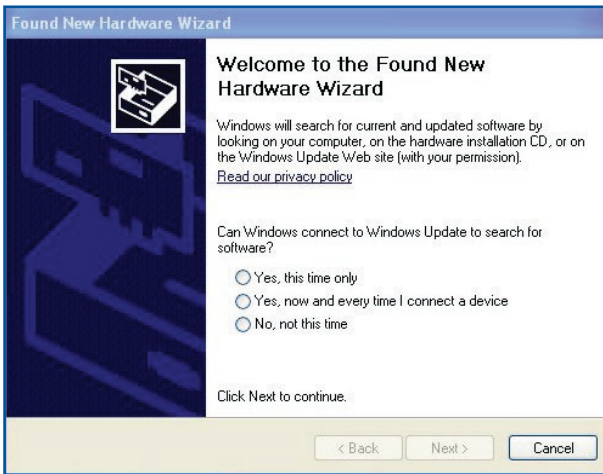 Found New Hardware Wizard
Welcome to the Found New
Hardware Wizard
Windows will search for current and updated software by
looking on your computer, on the hardware installation CD, or on
the Windows Update Web site (with your permission).
Read our privacy policy
Can Windows connect to Windows Update to search for
software?
Yes, this time only
Yes, now and every time I connect a device
No, not this time
Click Next to continue.
< Back Next > Cancel